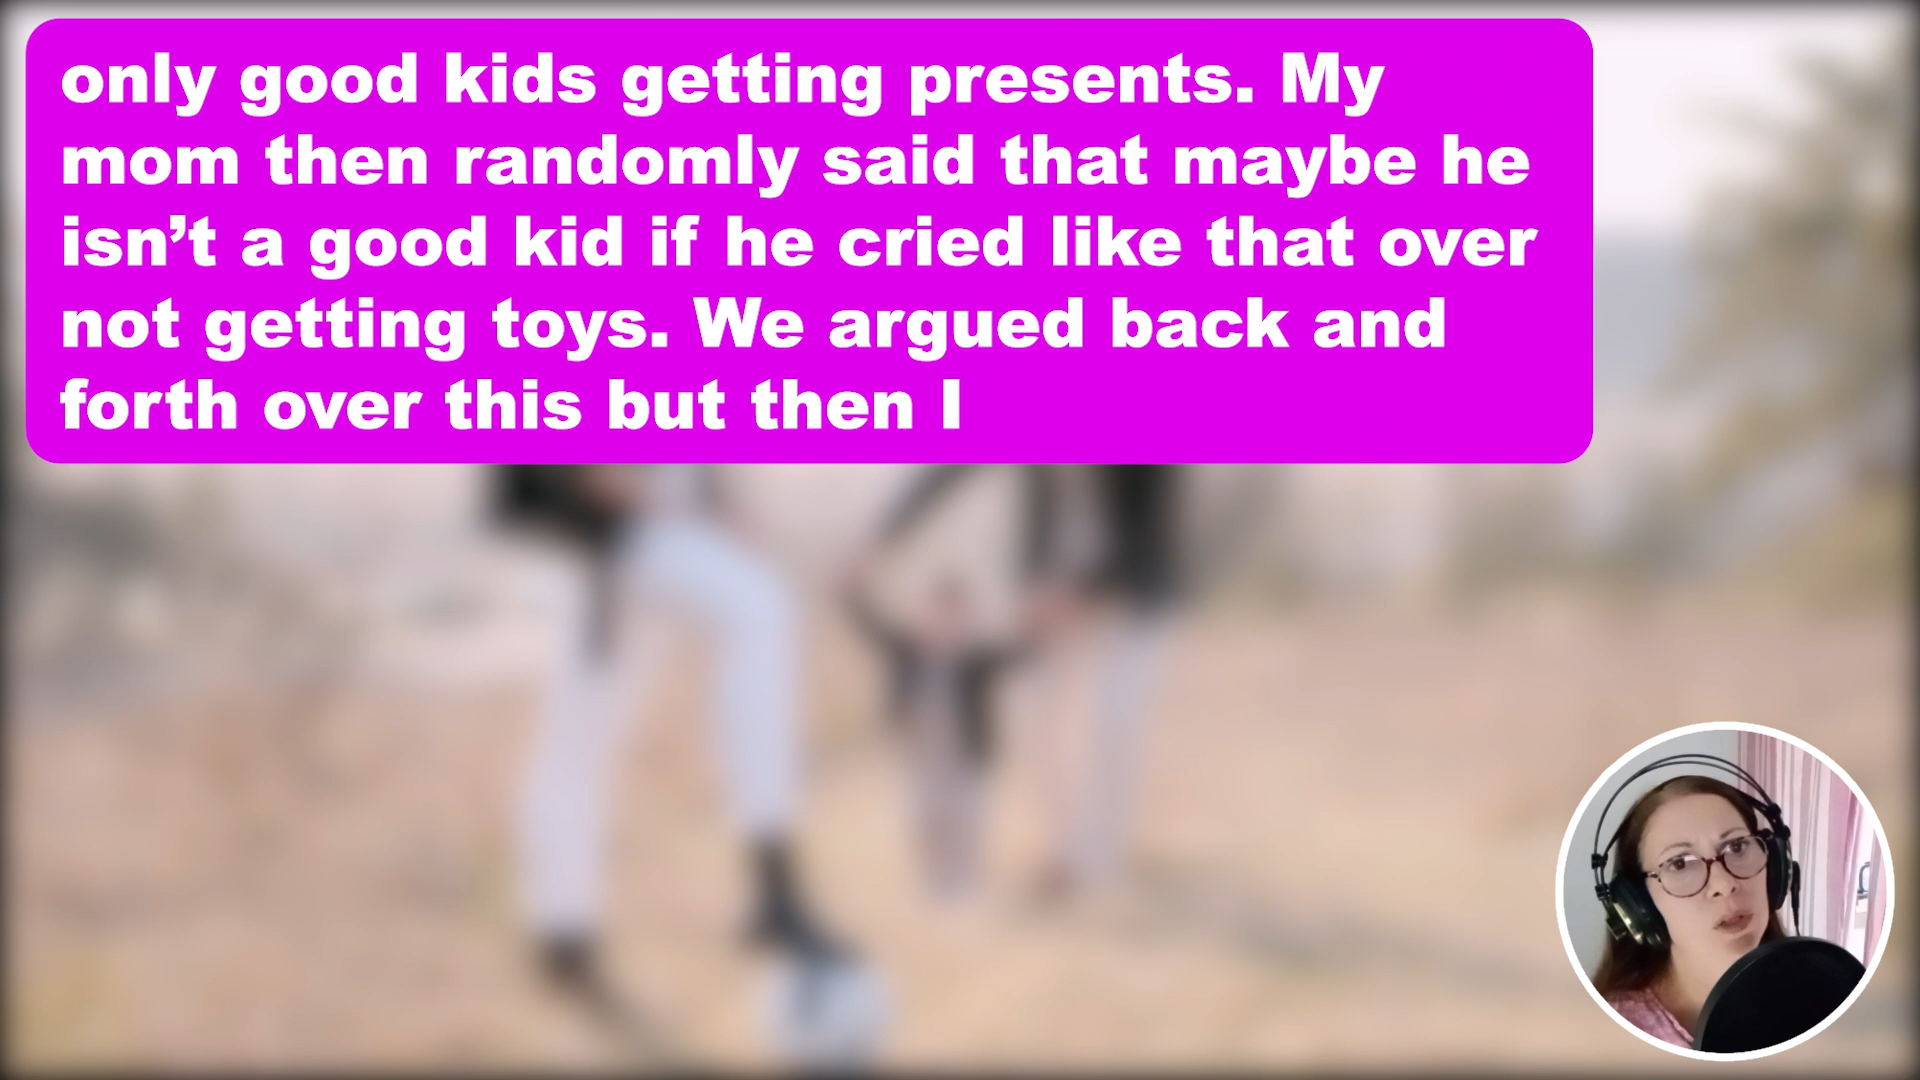 only good kids getting presents. My
mom then randomly said that maybe he
isn’t a good kid if he cried like that over
not getting toys. We argued back and
forth over this but then I